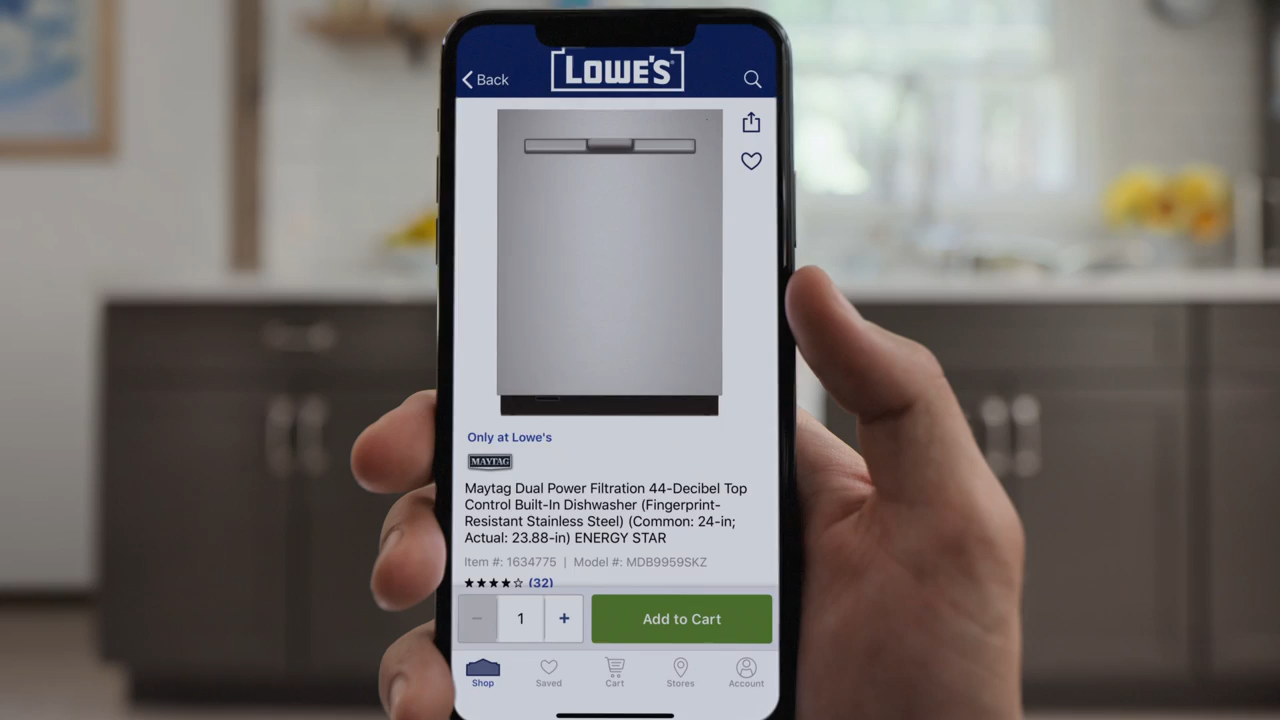 Back
LOWE'S
Only at Lowe's
MAYTAG
Maytag Dual Power Filtration 44-Decibel Top
Control Built-In Dishwasher (Fingerprint-
Resistant Stainless Steel) (Common: 24-in;
Actual: 23.88-in) ENERGY STAR
Item #: 1634775 | Model #: MDB9959SKZ
(32)
1
Add to Cart
Shop
Saved
Cart
Stores
Account